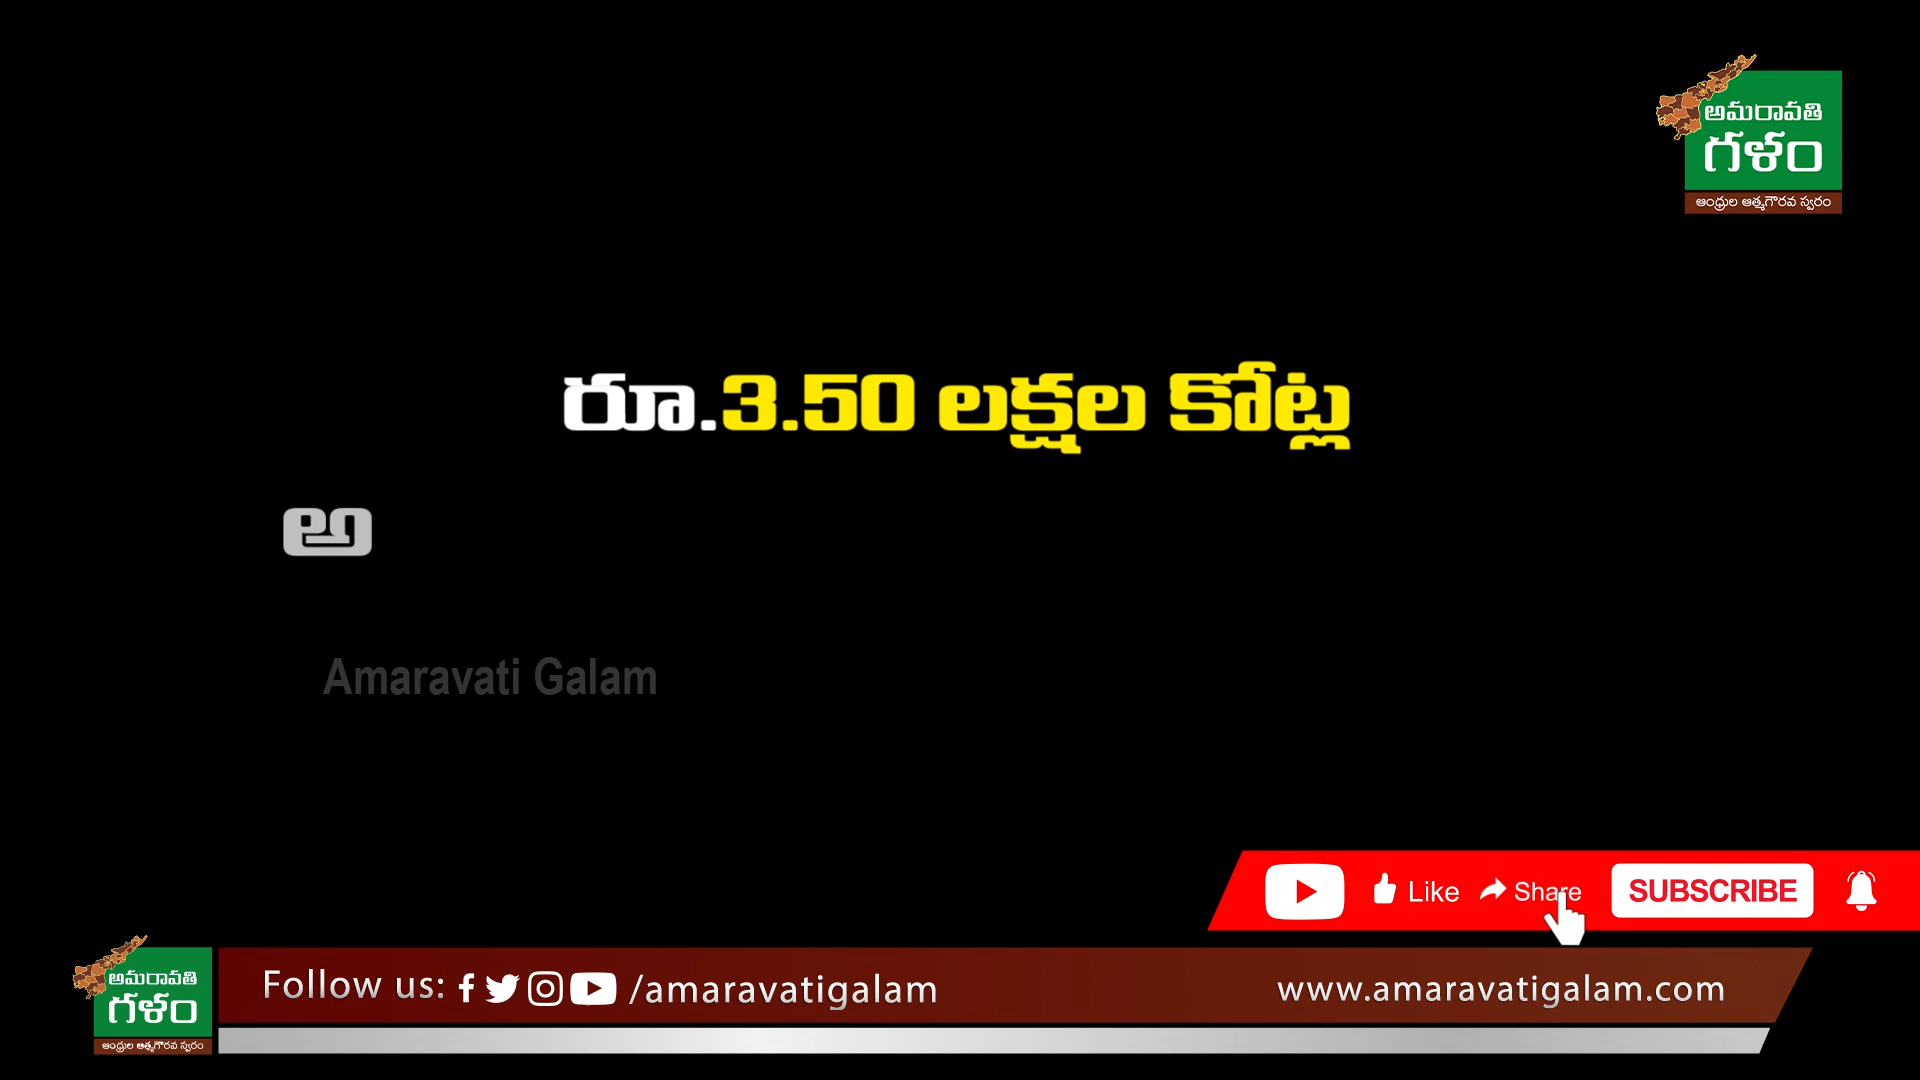 అమరావతి
గళం
ఆంధ్రుల ఆత్మగౌరవ స్వరం
రూ.3.50 లక్షల కోట్ల
అ
Amaravati Galam
Like Share SUBSCRIBE
అమరావతి
గళం
ఆంధ్రుల ఆత్మగౌరవ స్వరం
Follow us: /amaravatigalam
www.amaravatigalam.com